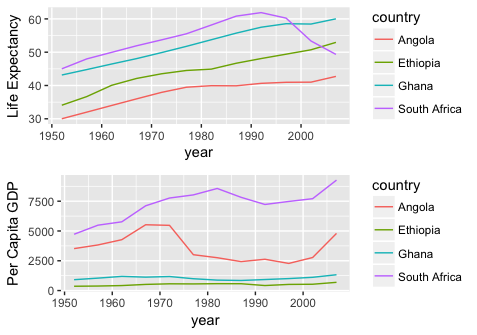 Life Expectancy
60
50
40
30
1950 1960 1970 1980 1990 2000
year
country
Angola
Ethiopia
Ghana
South Africa
Per Capita GDP
7500
5000
2500
0
1950 1960 1970 1980 1990 2000
year
country
Angola
Ethiopia
Ghana
South Africa